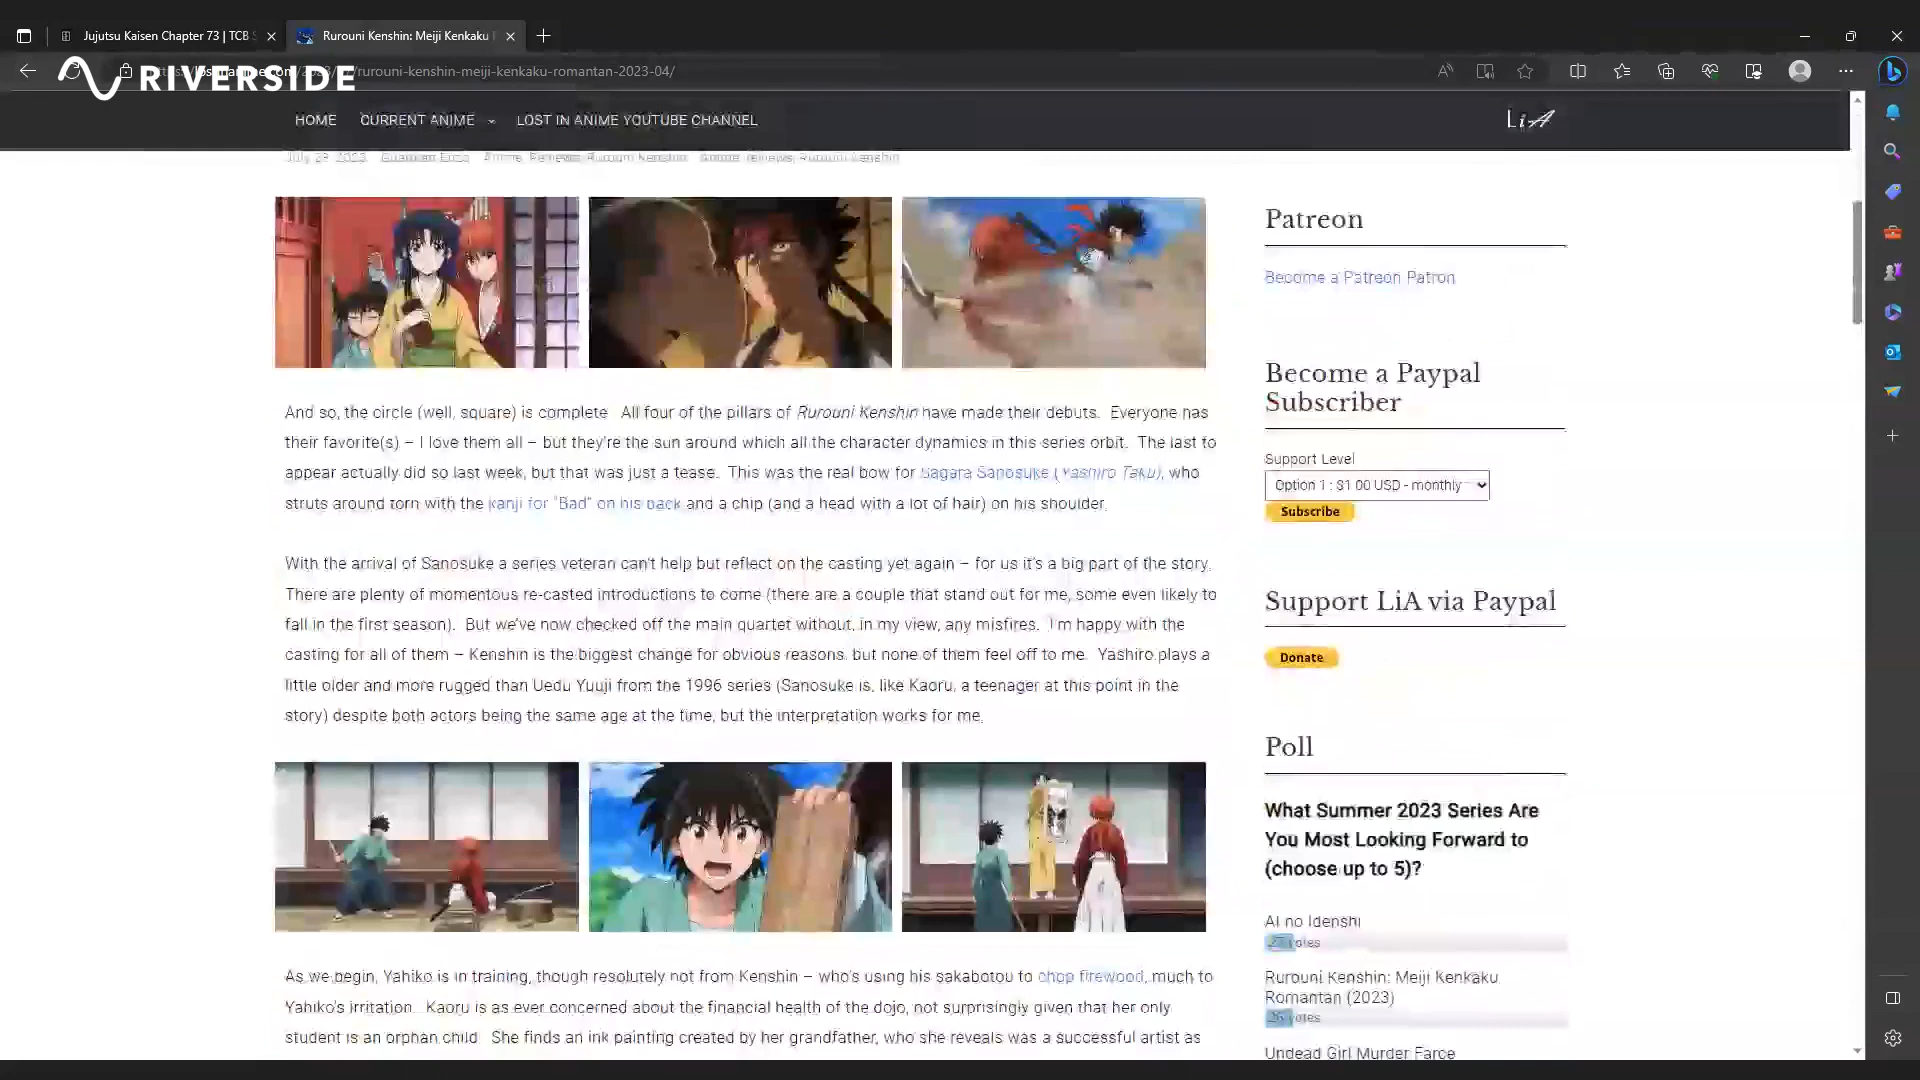 Jujutsu Kaisen Chapter 73 | TCB
Rurouni Kenshin: Meiji Kenkaku
RIVERSIDE
/rurouni-kenshin-meiji-kenkaku-romantan-2023-04/
HOME
CURRENT ANIME
LOST IN ANIME YOUTUBE CHANNEL
LiA
And so, the circle (well, square) is complete   All four of the pillars of Rurouni Kenshin have made their debuts.  Everyone has
their favorite(s) – I love them all – but they're the sun around which all the character dynamics in this series orbit.  The last to
appear actually did so last week, but that was just a tease.  This was the real bow for Sagara Sanosuke (Yashiro Taku), who
struts around torn with the kanji for "Bad" on his back and a chip (and a head with a lot of hair) on his shoulder.
With the arrival of Sanosuke a series veteran can't help but reflect on the casting yet again – for us it's a big part of the story.
There are plenty of momentous re-casted introductions to come (there are a couple that stand out for me, some even likely to
fall in the first season).  But we've now checked off the main quartet without, in my view, any misfires.  I'm happy with the
casting for all of them – Kenshin is the biggest change for obvious reasons, but none of them feel off to me.  Yashiro plays a
little older and more rugged than Uedu Yuuji from the 1996 series (Sanosuke is, like Kaoru, a teenager at this point in the
story) despite both actors being the same age at the time, but the interpretation works for me.
As we begin, Yahiko is in training, though resolutely not from Kenshin – who's using his sakabotou to chop firewood, much to
Yahiko's irritation.  Kaoru is as ever concerned about the financial health of the dojo, not surprisingly given that her only
student is an orphan child   She finds an ink painting created by her grandfather, who she reveals was a successful artist as
Patreon
Become a Patreon Patron
Become a Paypal
Subscriber
Support Level
Option 1 : $1.00 USD - monthly
Subscribe
Support LiA via Paypal
Donate
Poll
What Summer 2023 Series Are
You Most Looking Forward to
(choose up to 5)?
AI no Idenshi
votes
Rurouni Kenshin: Meiji Kenkaku
Romantan (2023)
votes
Undead Girl Murder Farce